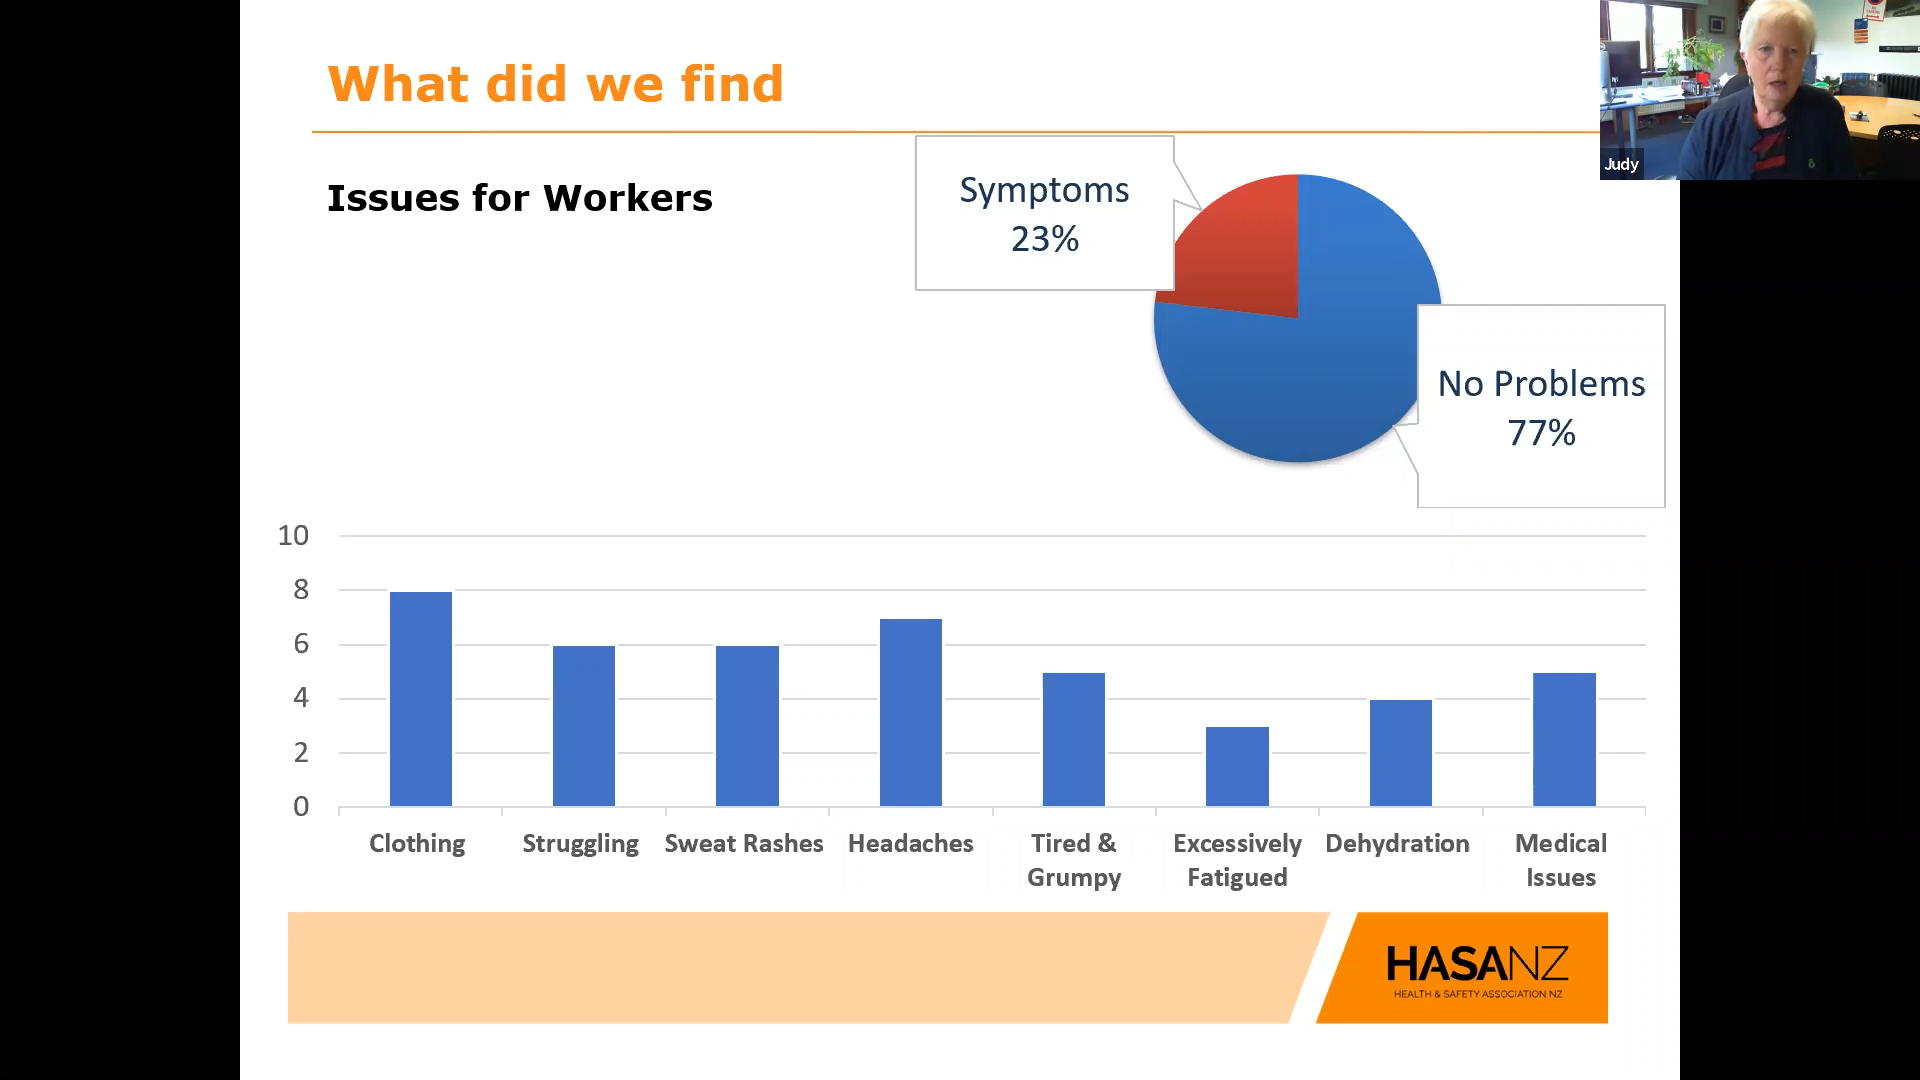 What did we find
Judy
Issues for Workers
Symptoms
23%
No Problems
77%
10
8
6
4
2
0
Clothing
Struggling
Sweat Rashes
Headaches
Tired &
Grumpy
Excessively
Fatigued
Dehydration
Medical
Issues
HASANZ
HEALTH & SAFETY ASSOCIATION NZ